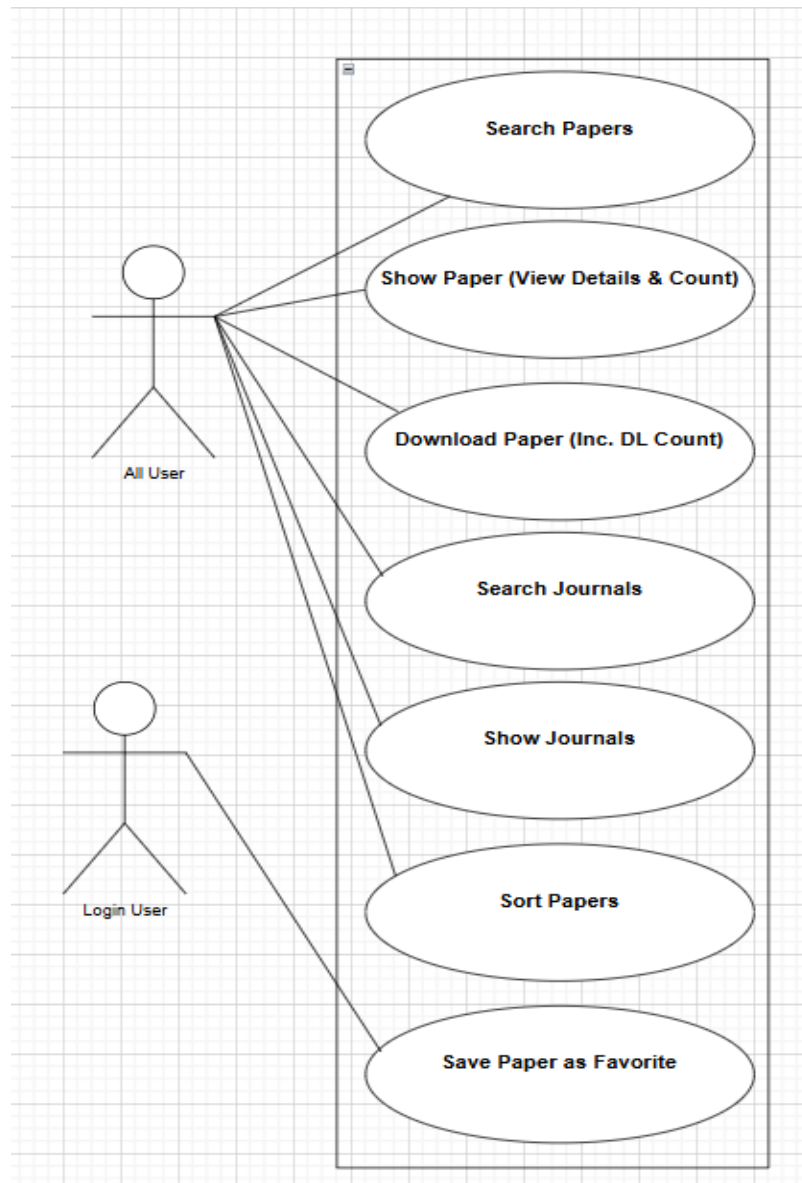 Search Papers
Show Paper (View Details & Count)
All User
Download Paper (Inc. DL Count)
Search Journals
Show Journals
Login User
Sort Papers
Save Paper as Favorite